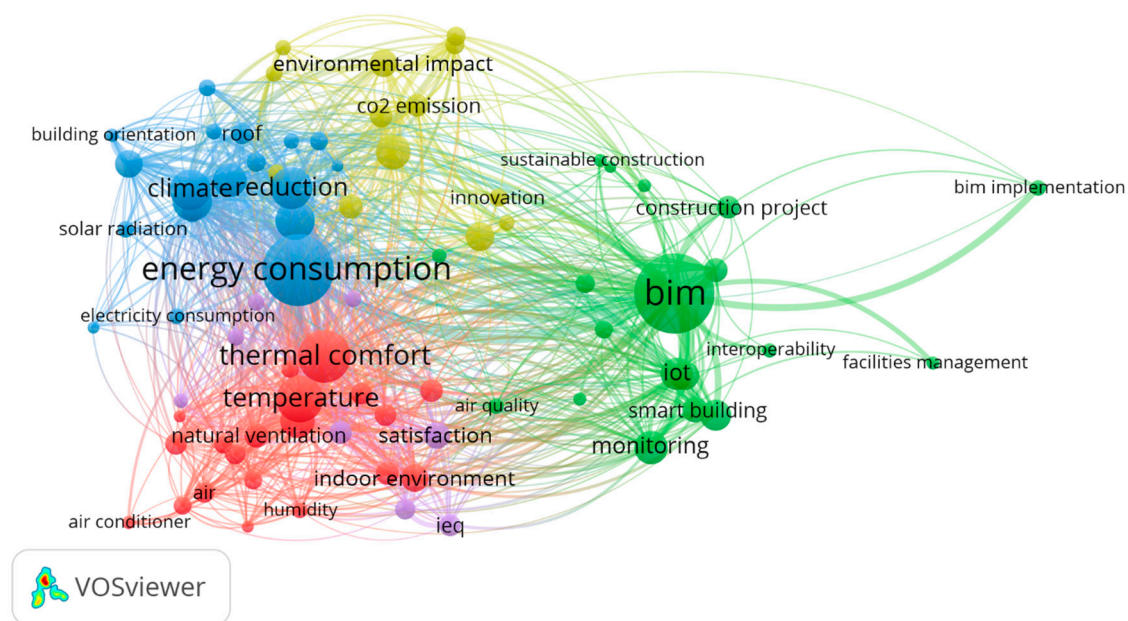 environmental impact
co2 emission
building orientation
roof
sustainable construction
climate
reduction
innovation
bim implementation
construction project
solar radiation
energy consumption
bim
electricity consumption
thermal comfort
interoperability
facilities management
iot
temperature
air quality
smart building
natural ventilation
satisfaction
monitoring
indoor environment
air
humidity
air conditioner
ieq
VOSviewer